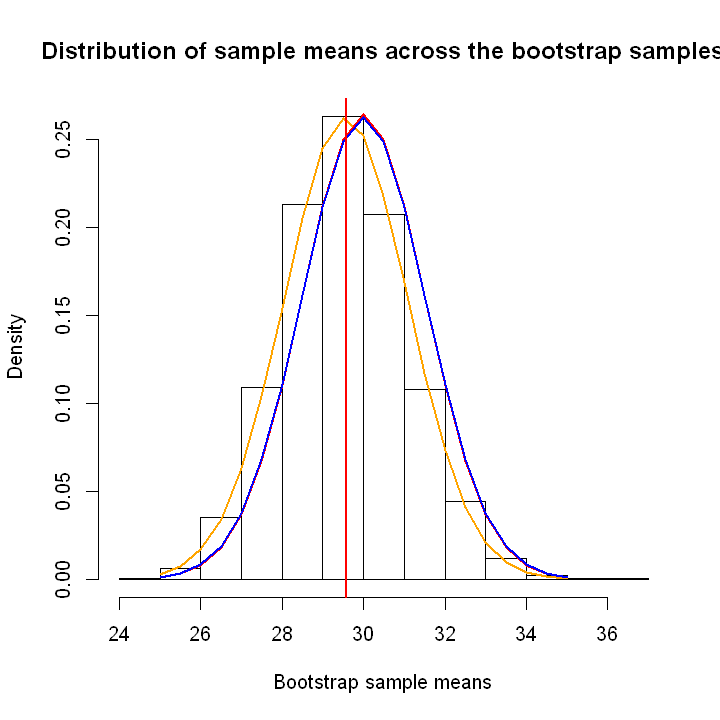 Distribution of sample means across the bootstrap samples
0.25
0.20
0.15
0.10
0.05
0.00
Density
24 26 28 30 32 34 36
Bootstrap sample means